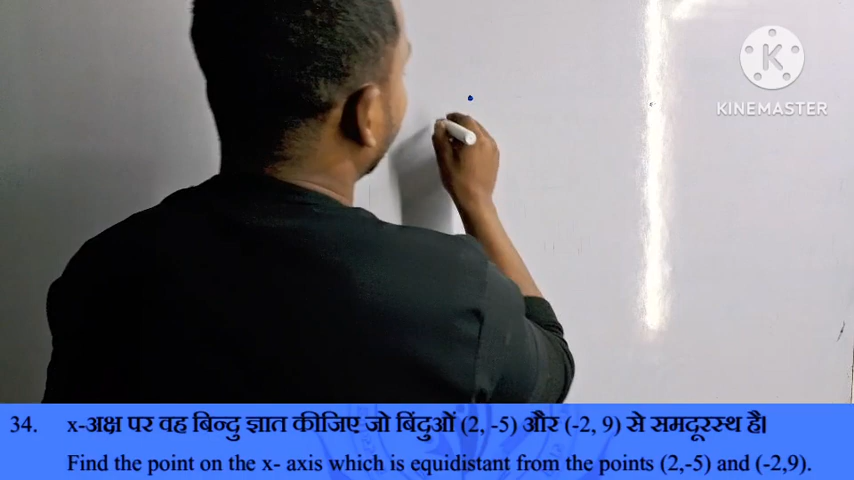 KINEMASTER
34. x-अक्ष पर वह बिन्दु ज्ञात कीजिए जो बिंदुओं (2, -5) और (-2, 9) से समदूरस्थ है।
Find the point on the x- axis which is equidistant from the points (2,-5) and (-2,9).